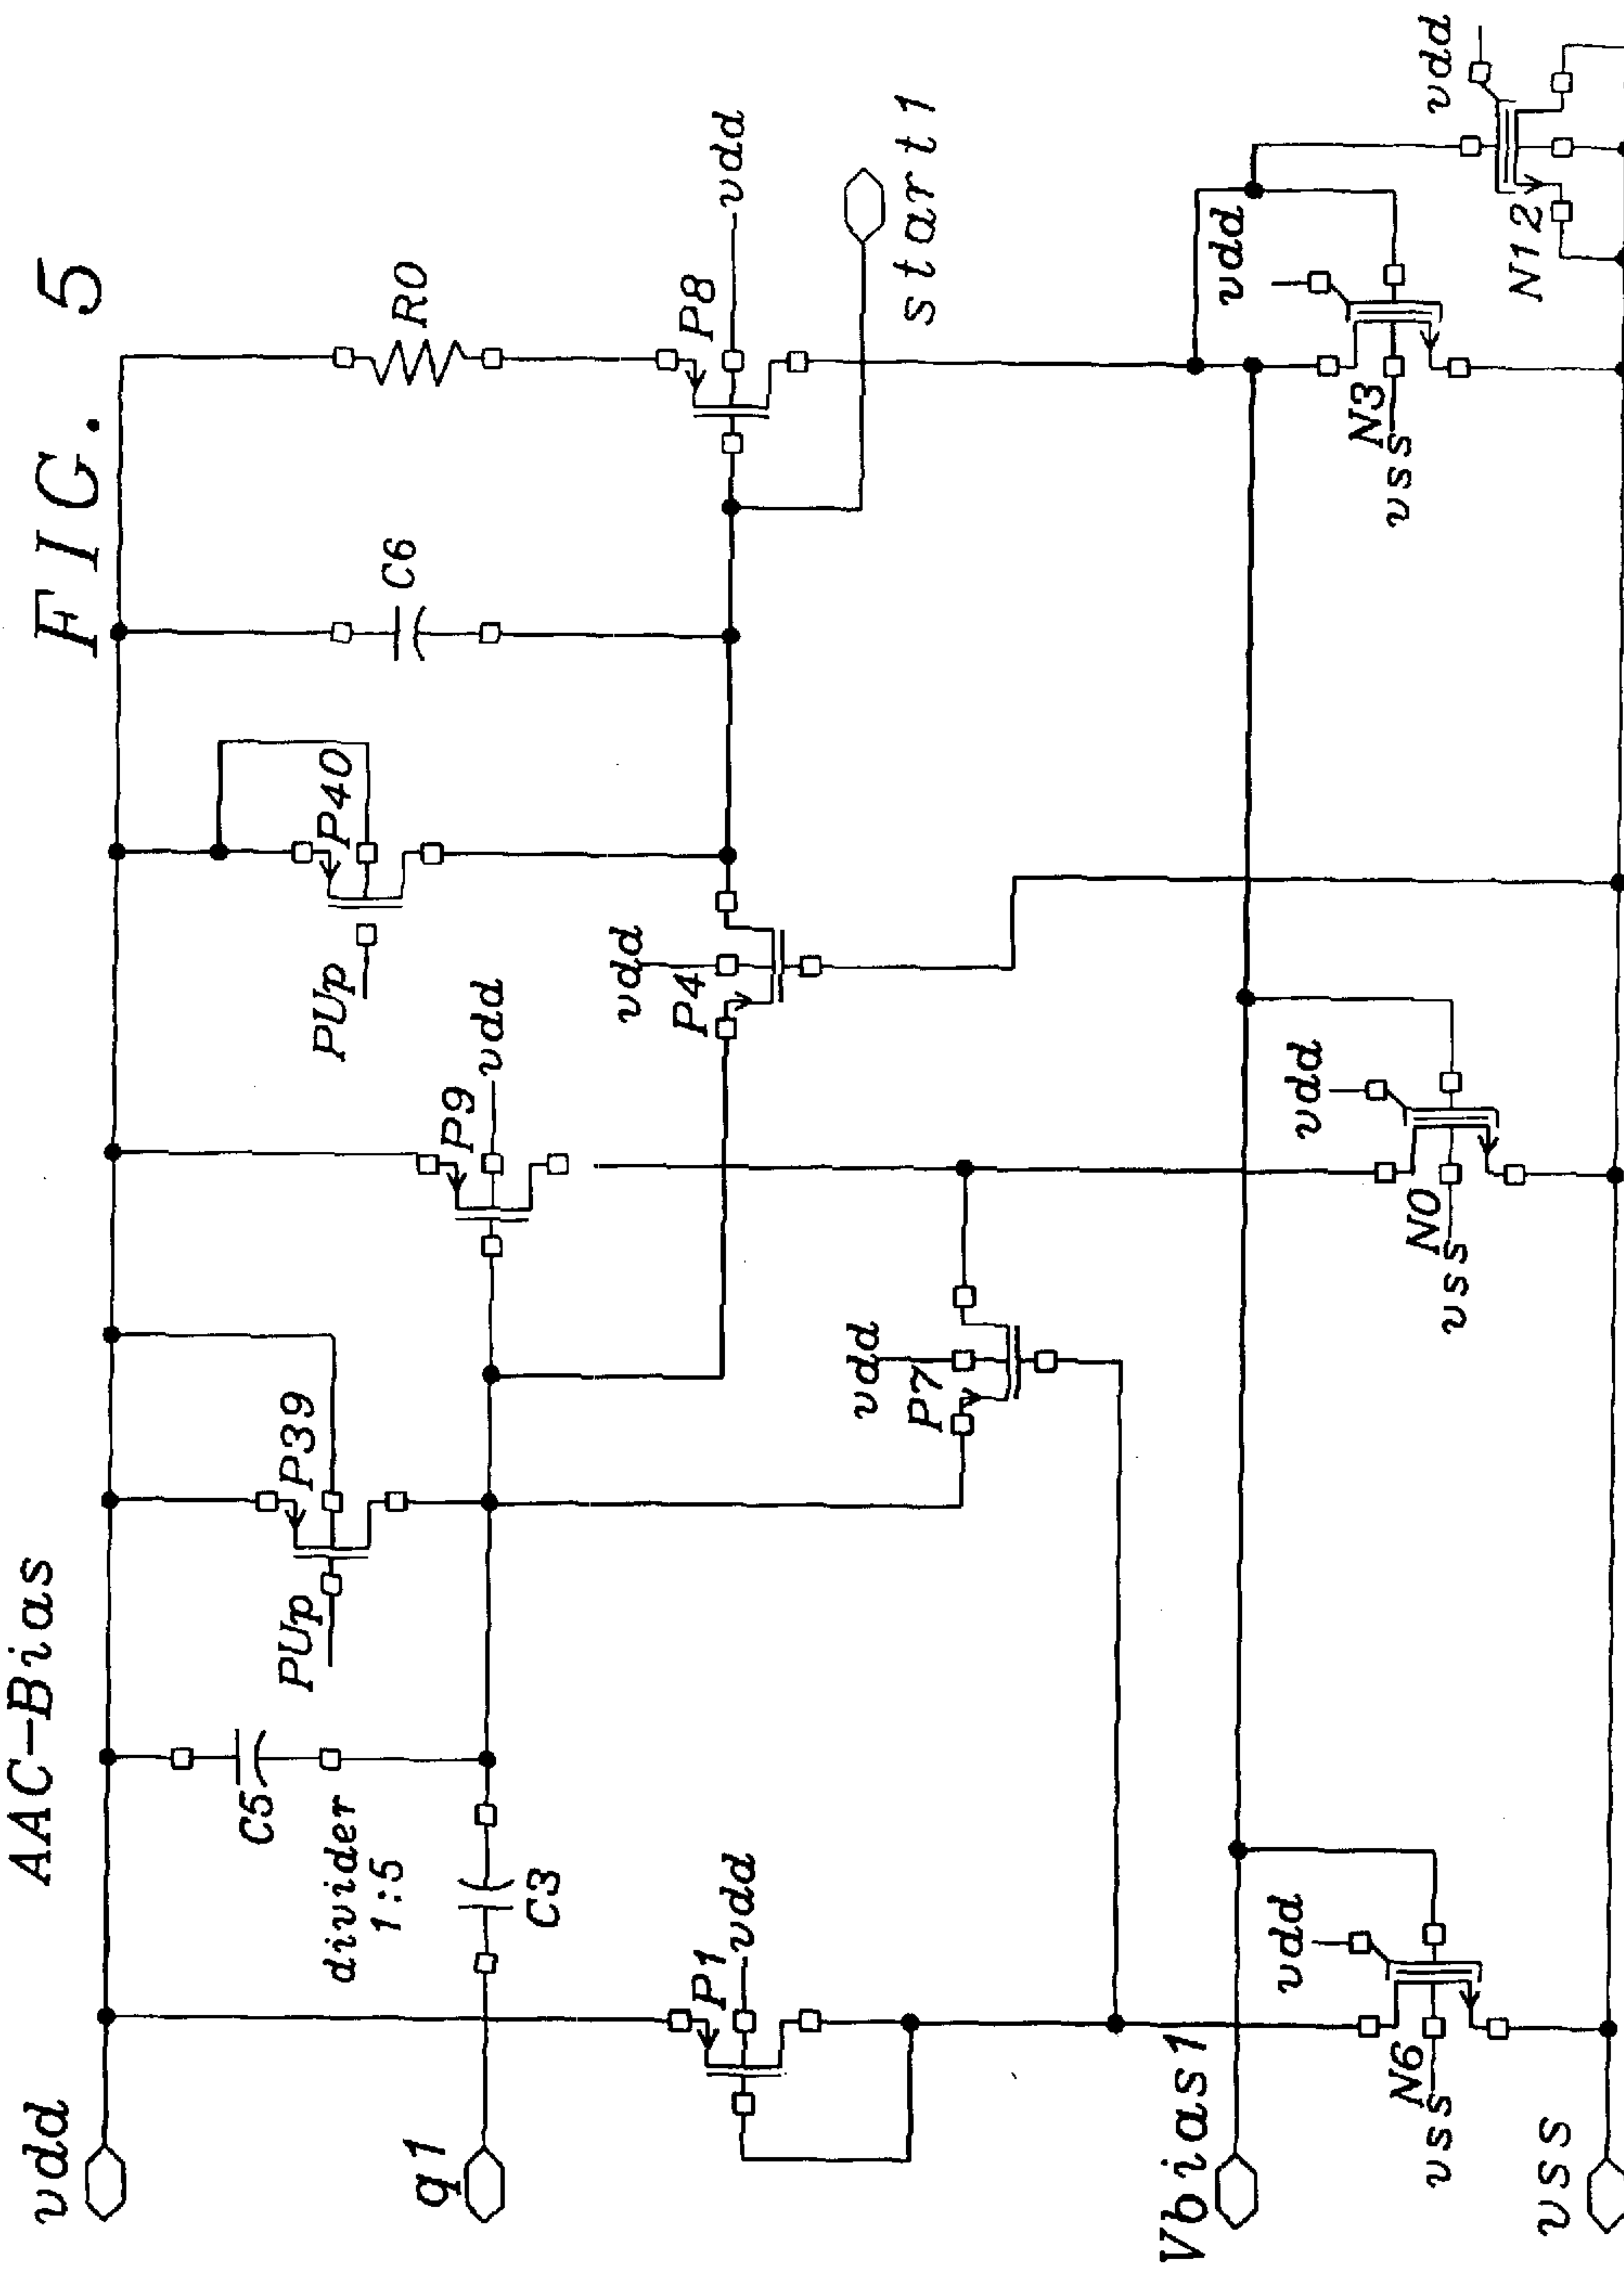 FIG. 5
AAC-Bias
vdd
q1
Vbias1
vss
C5
divider
1:5
C3
P1
vdd
PUp
P39
P9
vdd
PUp
P40
vdd
P4
C6
R0
P8
vdd
start1
vdd
P7
vdd
N6
vss
vdd
N0
vss
vdd
N3
vss
vdd
N12